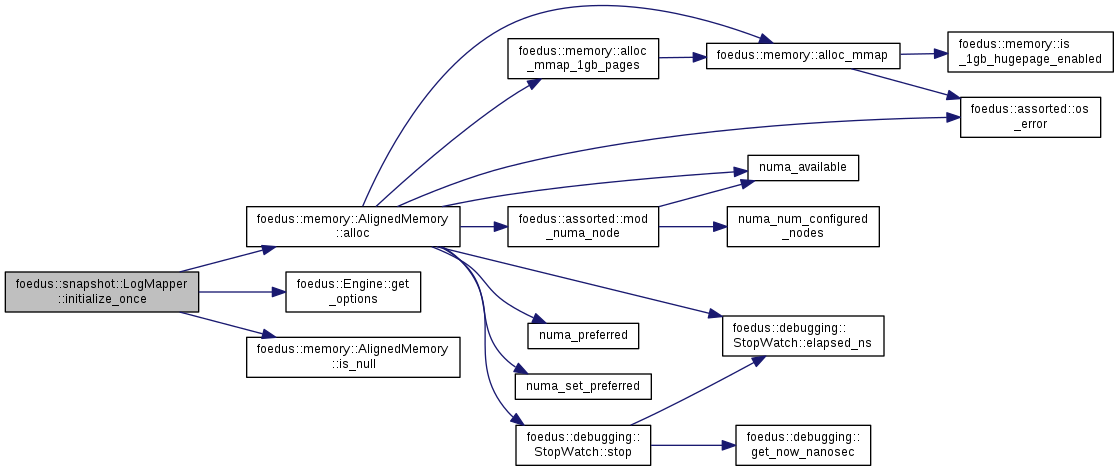 foedus::memory::alloc
_mmap_1gb_pages
foedus::memory::alloc_mmap
foedus::memory::is
_1gb_hugepage_enabled
foedus::assorted::os
_error
numa_available
foedus::memory::AlignedMemory
::alloc
foedus::assorted::mod
_numa_node
numa_num_configured
_nodes
foedus::snapshot::LogMapper
::initialize_once
foedus::Engine::get
_options
numa_preferred
foedus::debugging::
StopWatch::elapsed_ns
foedus::memory::AlignedMemory
::is_null
numa_set_preferred
foedus::debugging::
StopWatch::stop
foedus::debugging::
get_now_nanosec